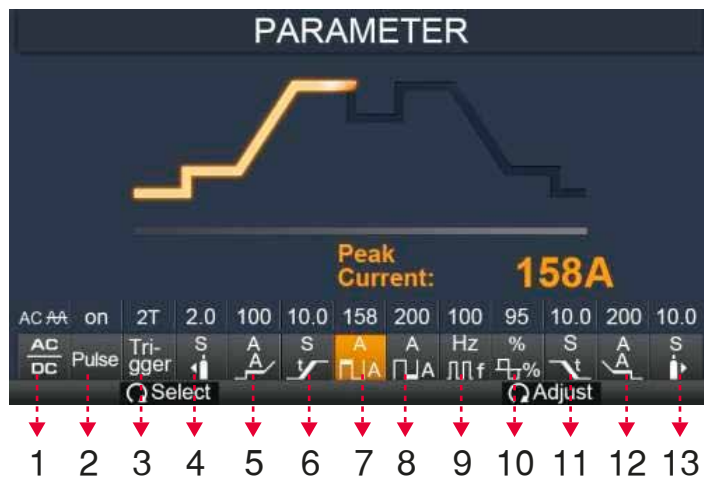 PARAMETER
Peak
Current: 158A
AC on 2T 2.0 100 10.0 158 200 100 95 10.0 200 10.0
AC
DC Pulse Tri-
gger S A A S t A A A A Hz f % % S t A A S
Select Adjust
1 2 3 4 5 6 7 8 9 10 11 12 13